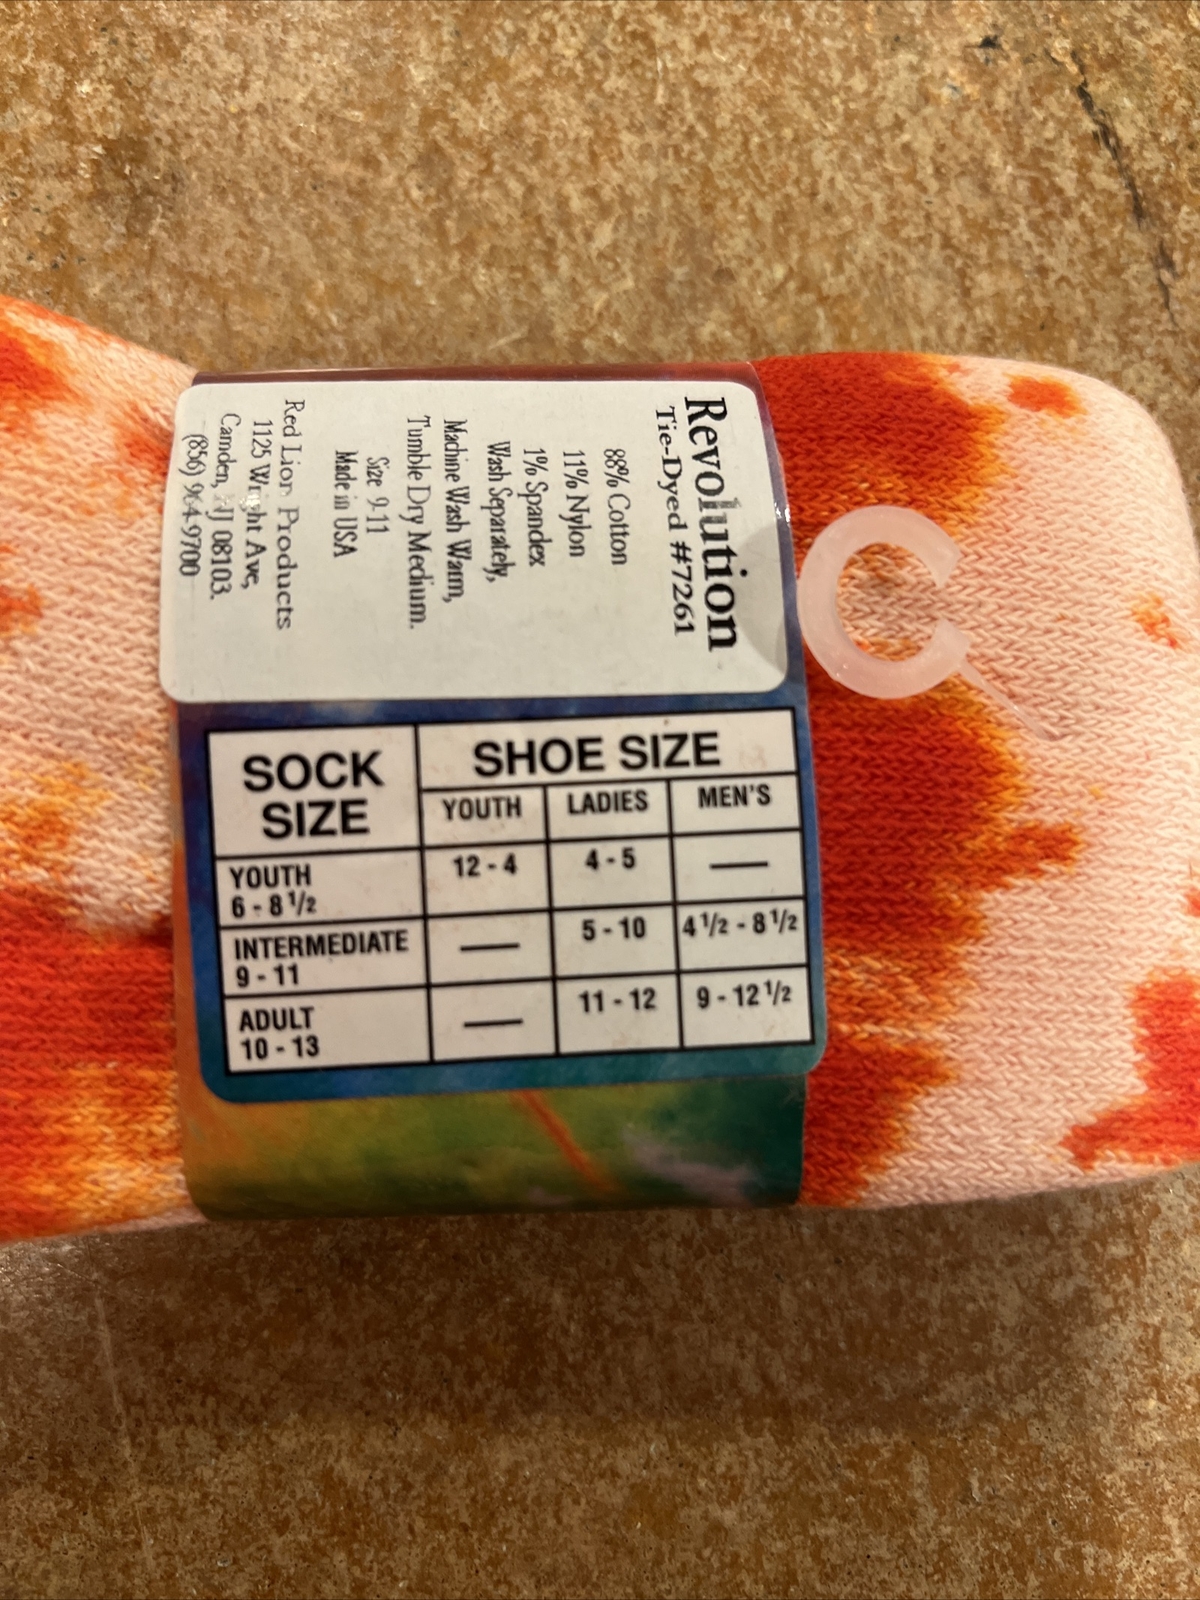 Revolution
Tie-Dyed #7261
88% Cotton
11% Nylon
1% Spandex
Wash Separately,
Machine Wash Warm,
Tumble Dry Medium.
Size 9-11
Made in USA
Red Lion Products
1125 Wright Ave,
Camden, NJ 08103.
(856) 964-9700
SOCK SIZE SHOE SIZE
YOUTH LADIES MEN'S
YOUTH 6 - 8 1/2 12 - 4 4 - 5 —
INTERMEDIATE 9 - 11 — 5 - 10 4 1/2 - 8 1/2
ADULT 10 - 13 — 11 - 12 9 - 12 1/2